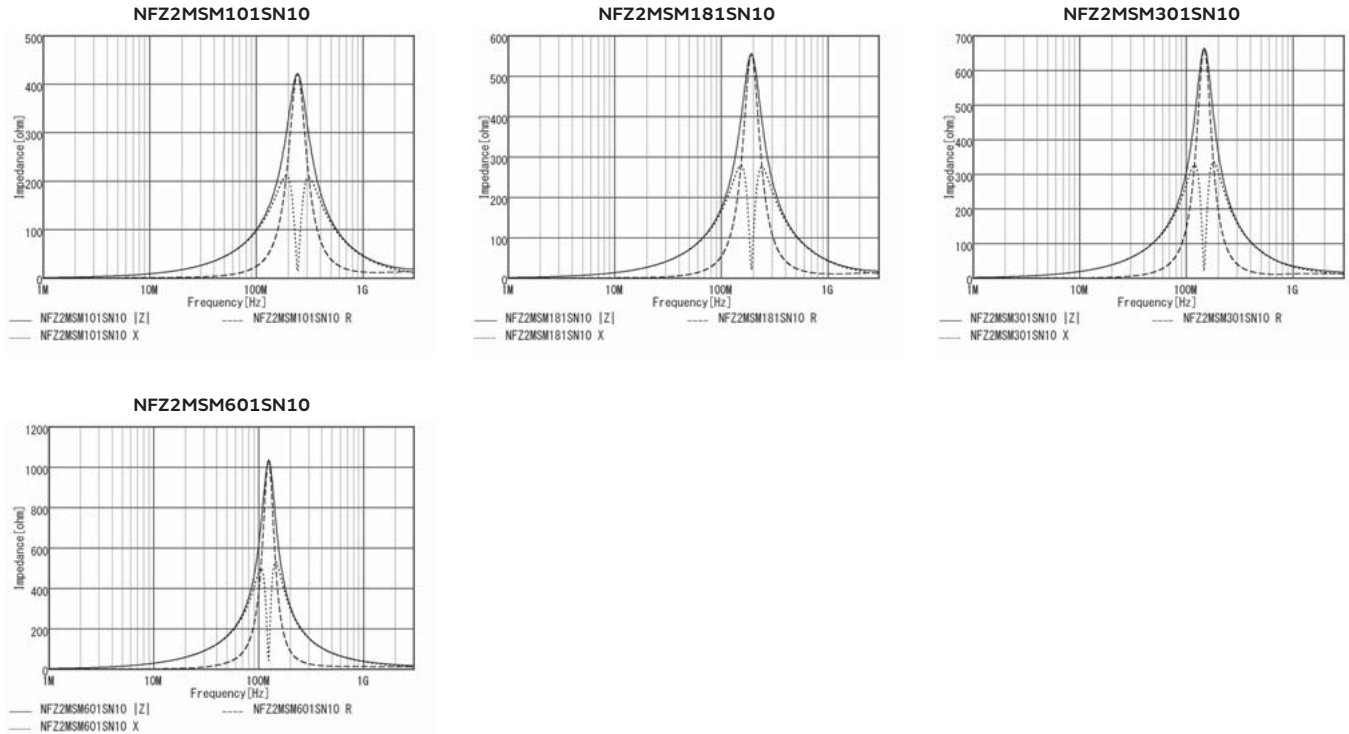 NFZ2MSM101SN10
500
400
300
200
100
0
Impedance[ohm]
1M
10M
100M
1G
Frequency[Hz]
NFZ2MSM101SN10 |Z|
NFZ2MSM101SN10 R
NFZ2MSM101SN10 X
NFZ2MSM181SN10
600
500
400
300
200
100
0
Impedance[ohm]
1M
10M
100M
1G
Frequency[Hz]
NFZ2MSM181SN10 |Z|
NFZ2MSM181SN10 R
NFZ2MSM181SN10 X
NFZ2MSM301SN10
700
600
500
400
300
200
100
0
Impedance[ohm]
1M
10M
100M
1G
Frequency[Hz]
NFZ2MSM301SN10 |Z|
NFZ2MSM301SN10 R
NFZ2MSM301SN10 X
NFZ2MSM601SN10
1200
1000
800
600
400
200
0
Impedance[ohm]
1M
10M
100M
1G
Frequency[Hz]
NFZ2MSM601SN10 |Z|
NFZ2MSM601SN10 R
NFZ2MSM601SN10 X